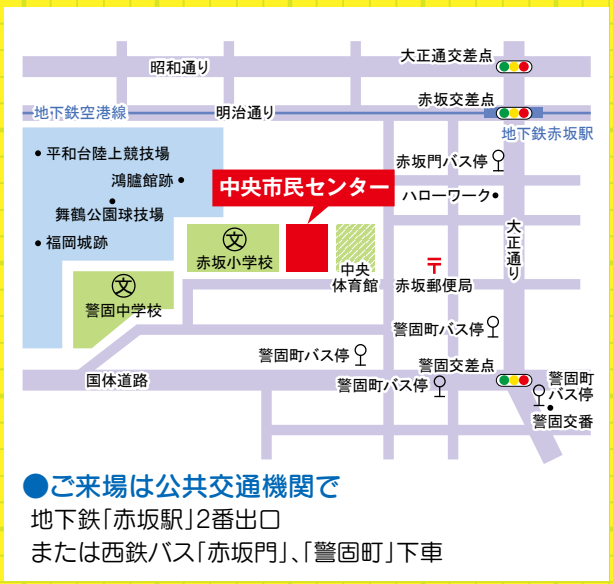 大正通交差点
昭和通り
赤坂交差点
地下鉄空港線
明治通り
地下鉄赤坂駅
平和台陸上競技場
赤坂門バス停
鴻臚館跡
中央市民センター
ハローワーク
舞鶴公園球技場
大正通り
福岡城跡
文
赤坂小学校
中央
体育館
〒
赤坂郵便局
文
警固中学校
警固町バス停
警固町バス停
警固交差点
国体道路
警固町バス停
警固町
バス停
警固交番
●ご来場は公共交通機関で
地下鉄「赤坂駅」2番出口
または西鉄バス「赤坂門」、「警固町」下車